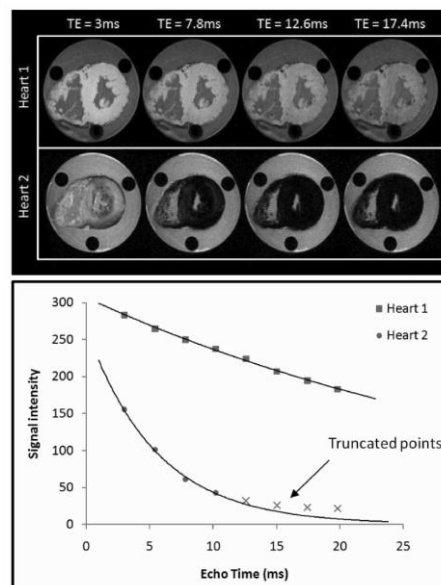 TE = 3ms TE = 7.8ms TE = 12.6ms TE = 17.4ms
Heart 1
Heart 2
300
250
200
150
100
50
0
Signal intensity
Heart 1
Heart 2
Truncated points
0 5 10 15 20 25
Echo Time (ms)